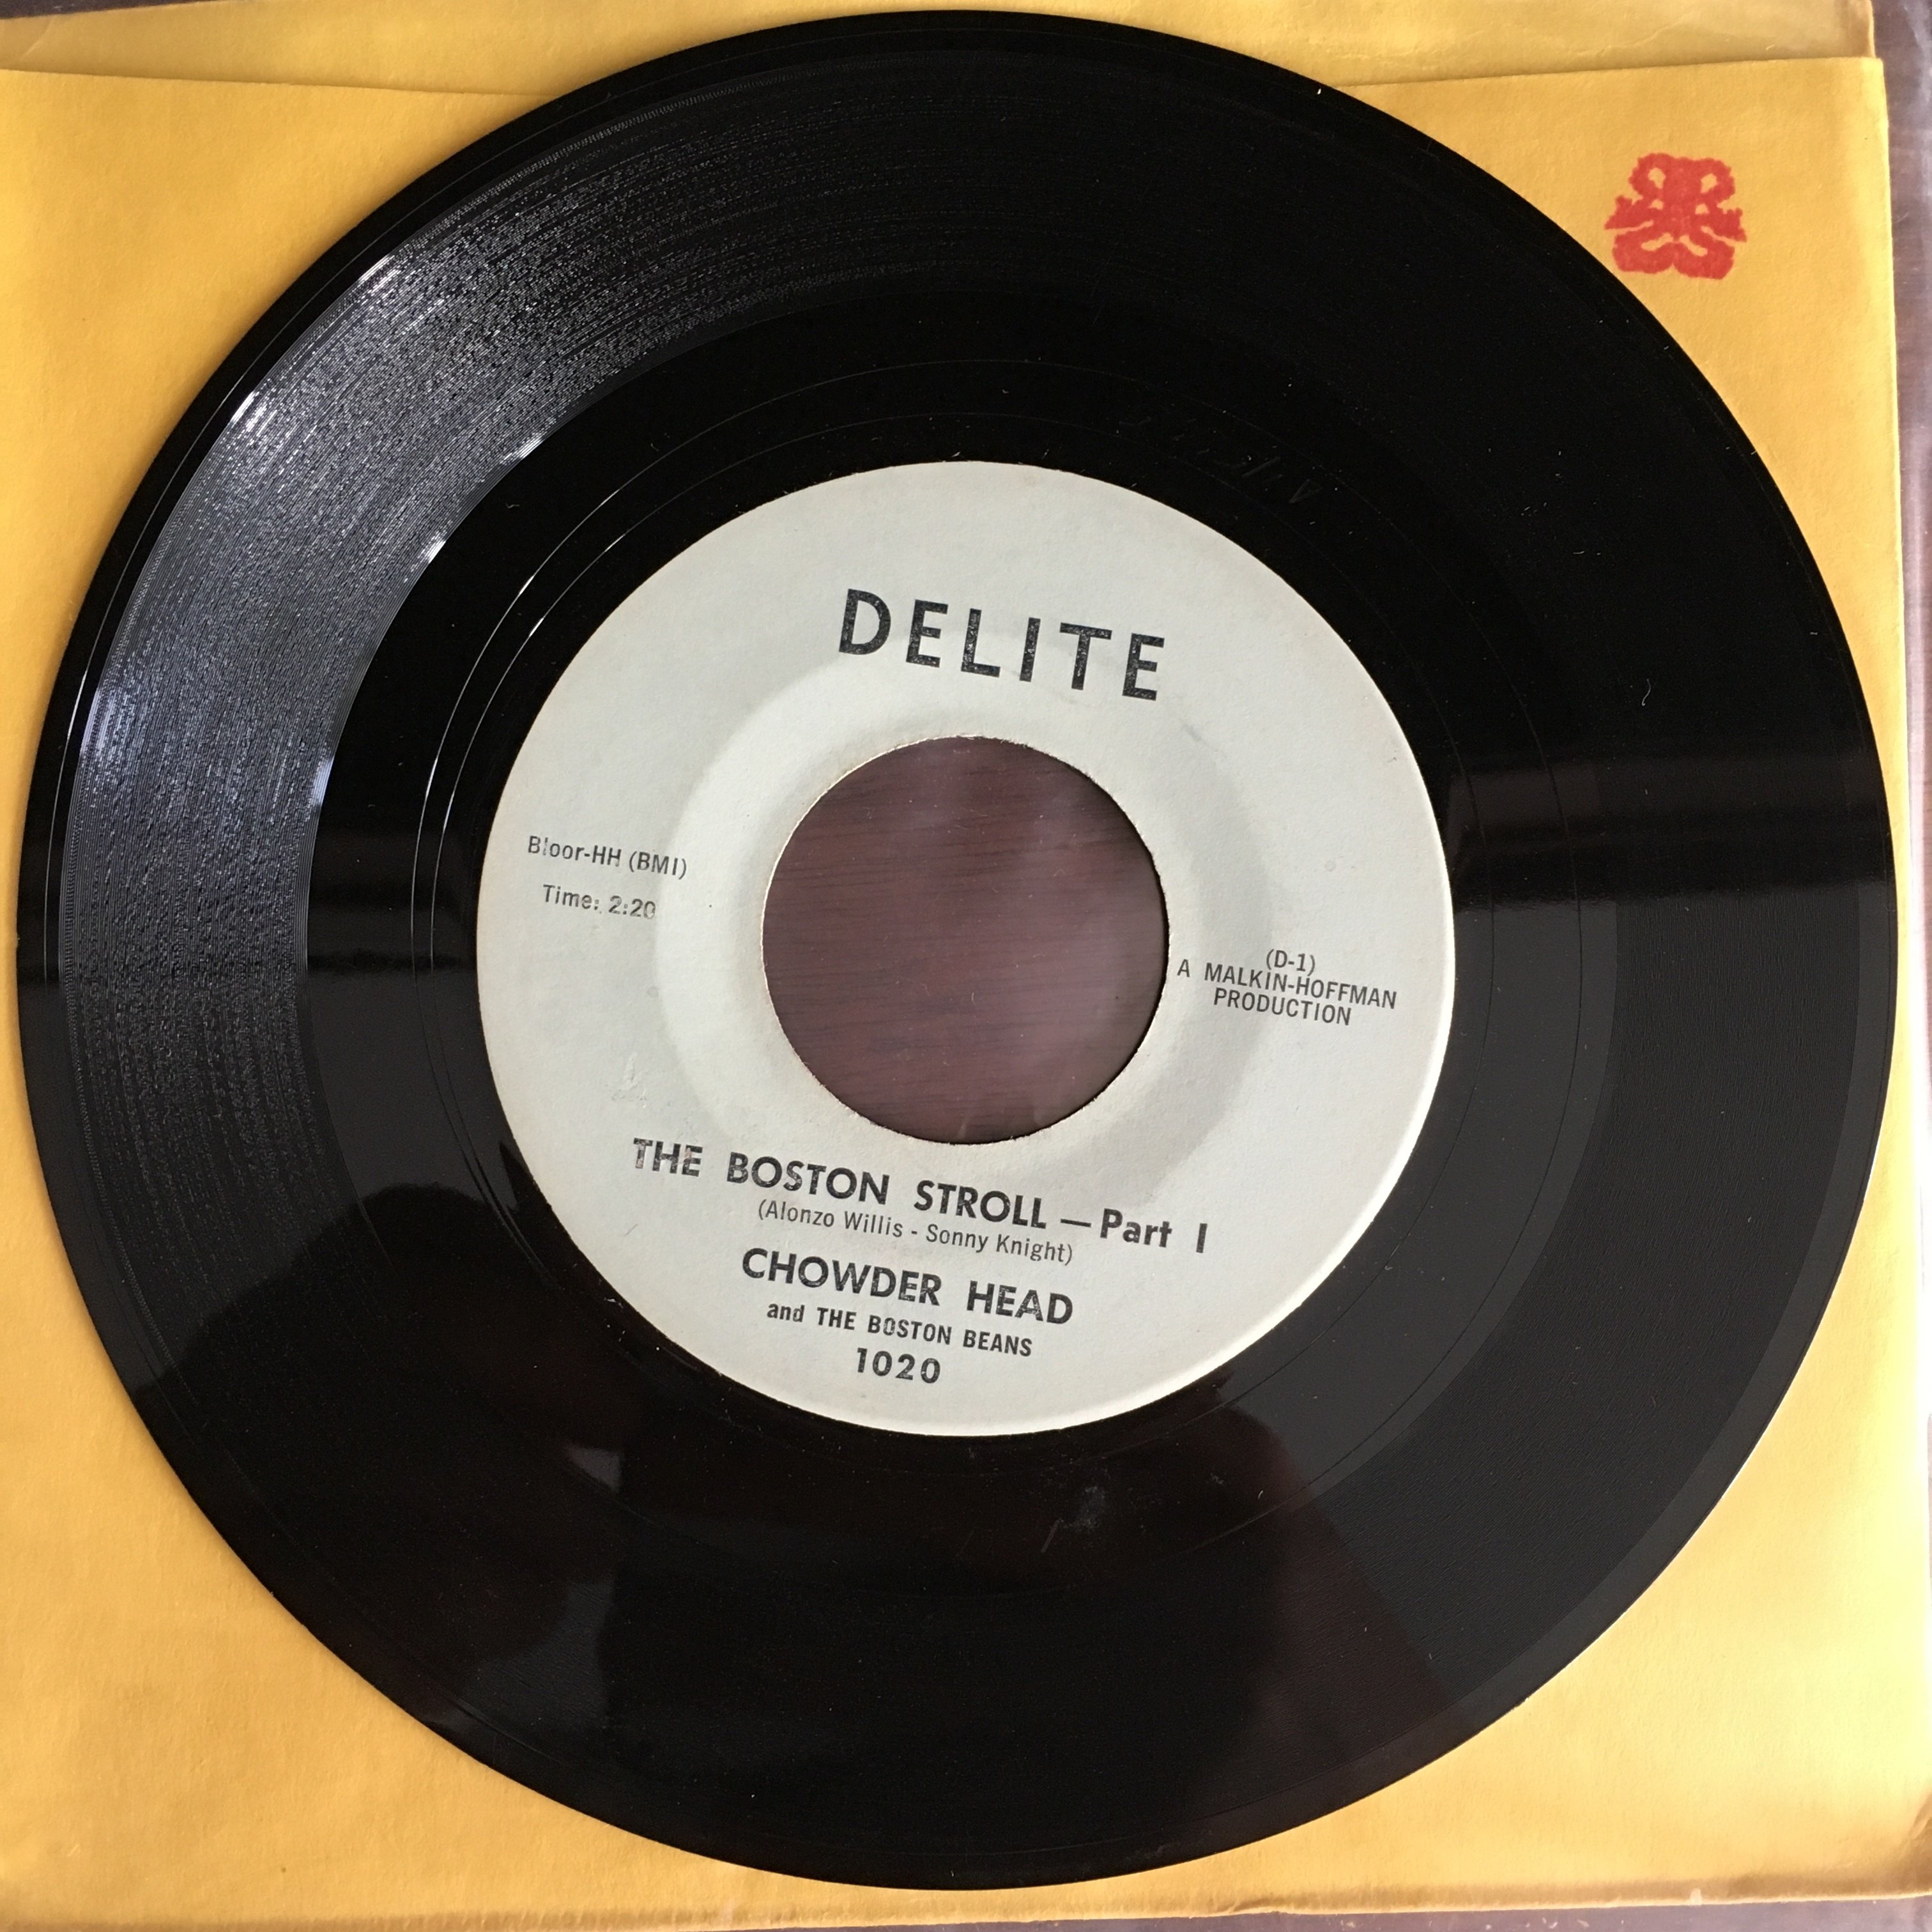 DELITE
Bloor-HH (BMI)
Time: 2:20
(D-1)
A MALKIN-HOFFMAN
PRODUCTION
THE BOSTON STROLL — Part I
(Alonzo Willis - Sonny Knight)
CHOWDER HEAD
and THE BOSTON BEANS
1020